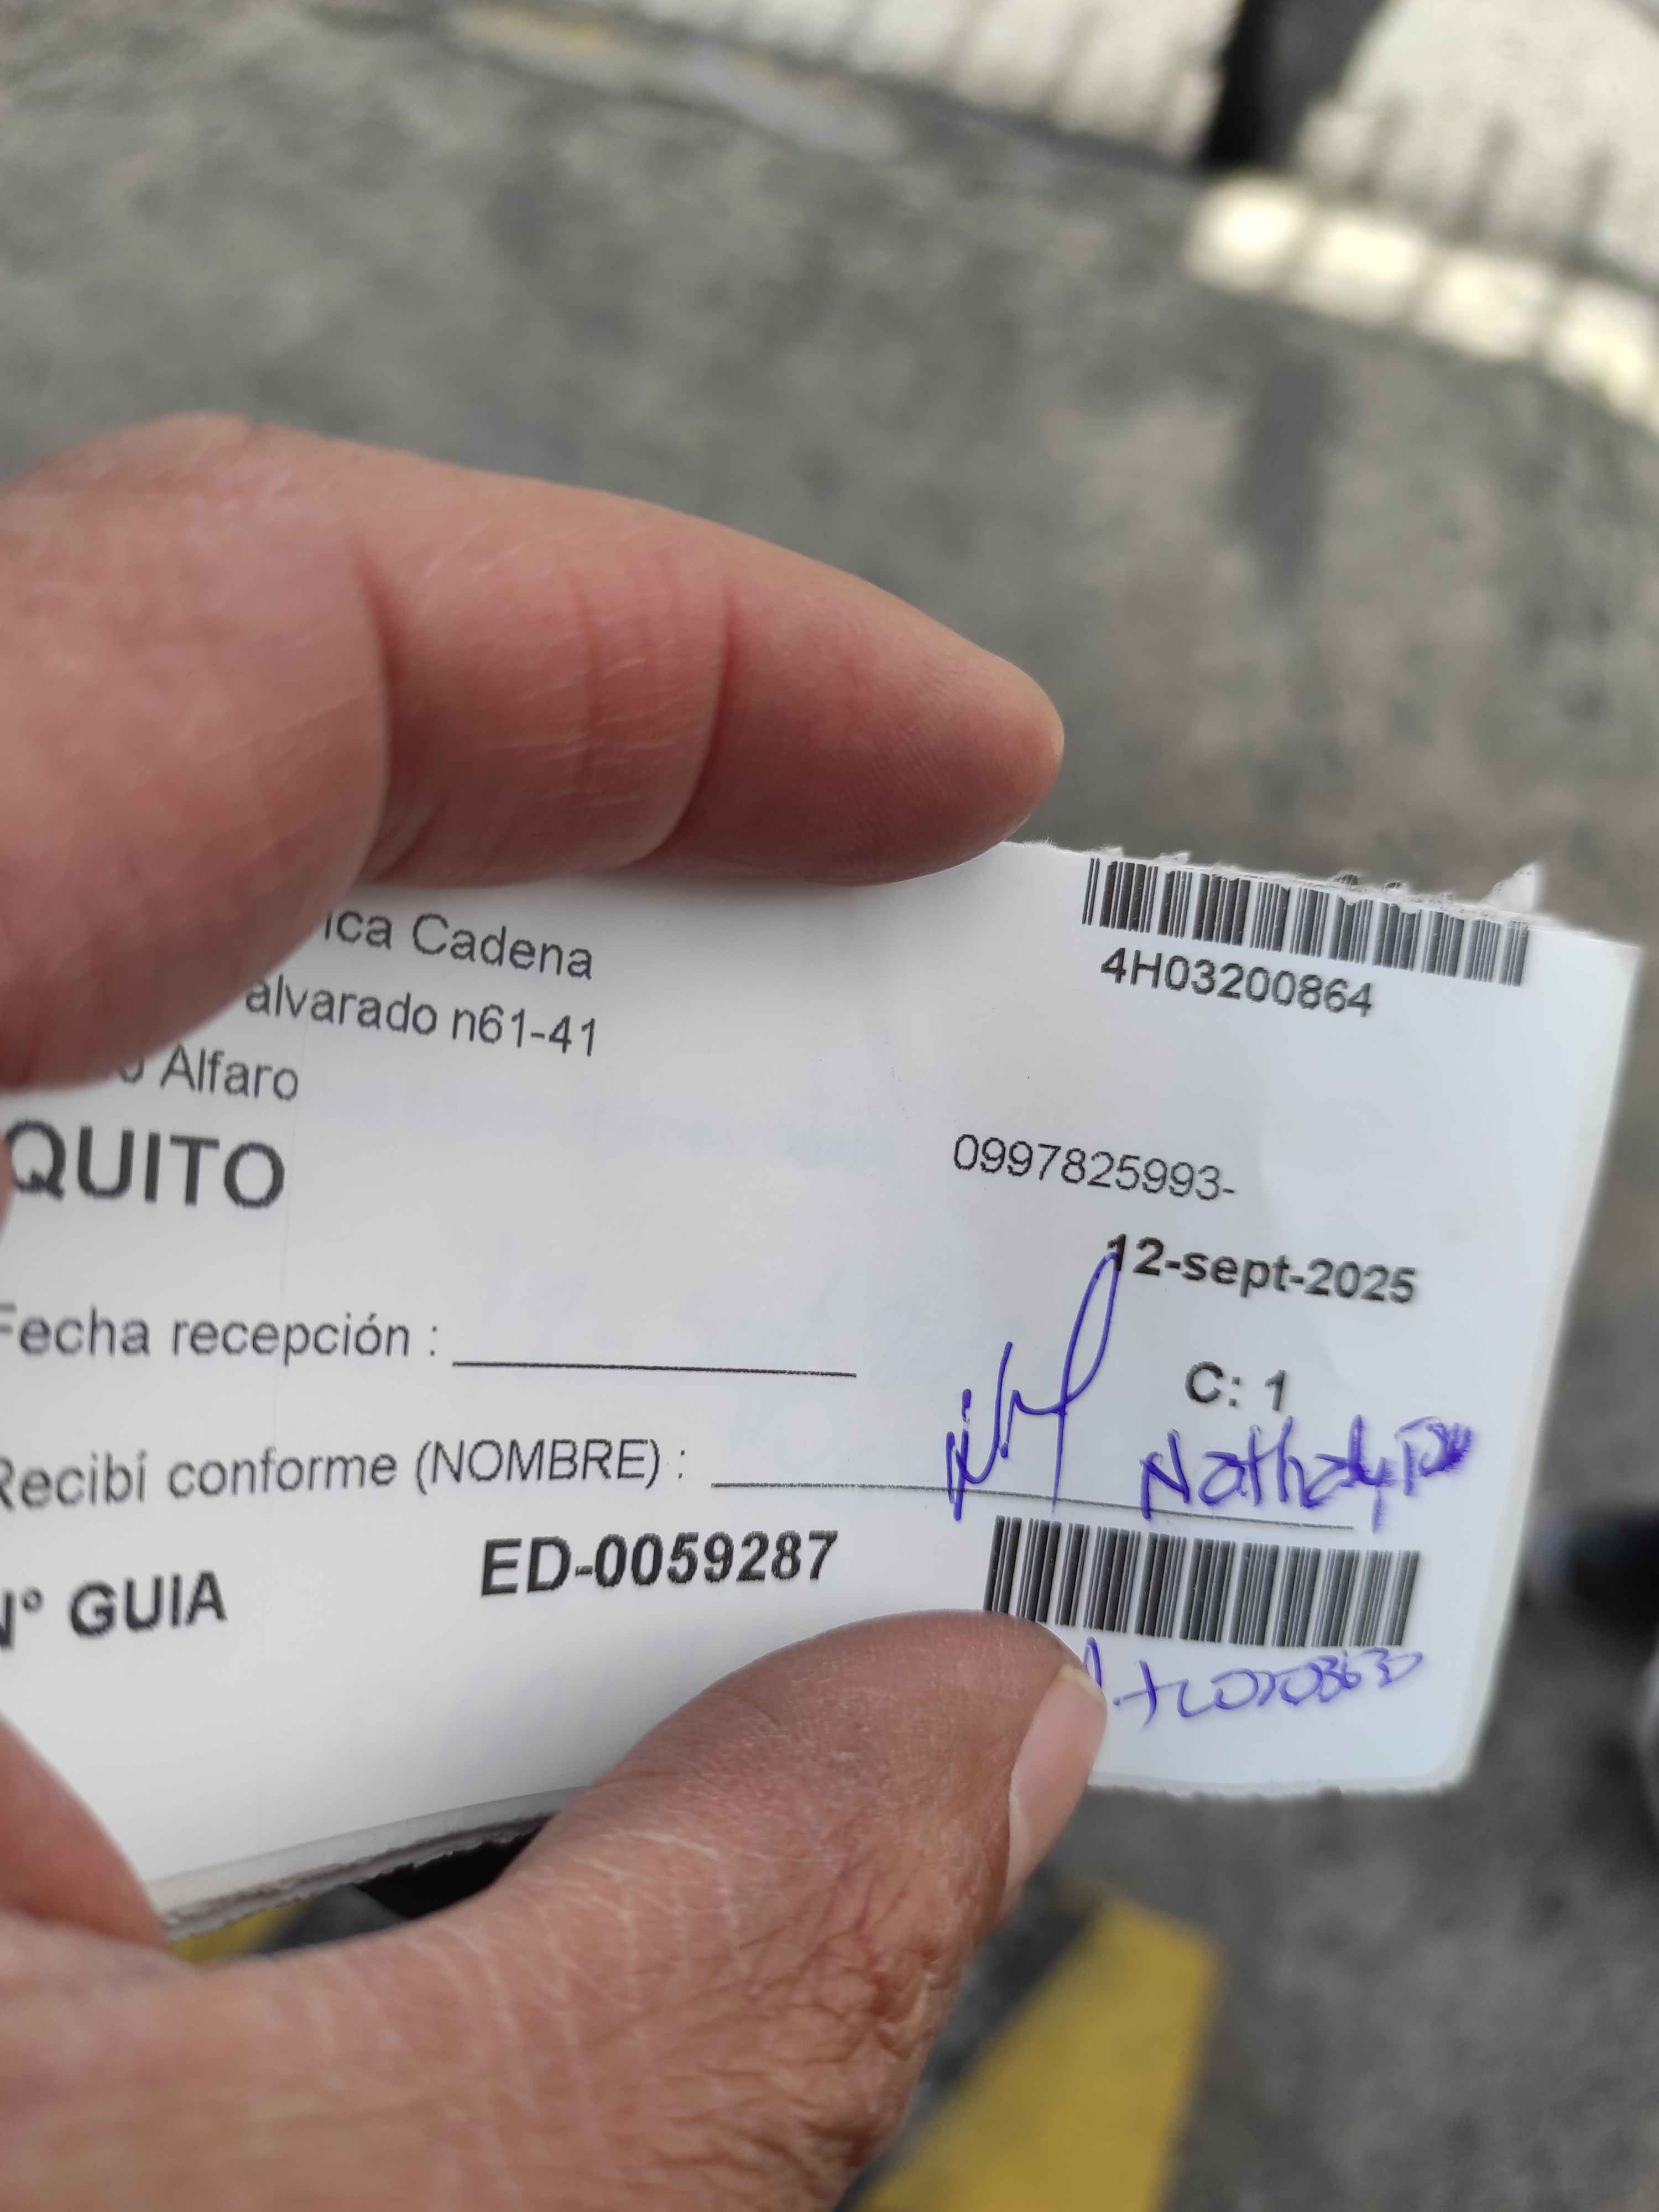 ica Cadena
4H03200864
alvarado n61-41
o Alfaro
QUITO
0997825993-
12-sept-2025
Fecha recepción :
C: 1
Recibí conforme (NOMBRE) :
Nathaly
N° GUIA ED-0059287